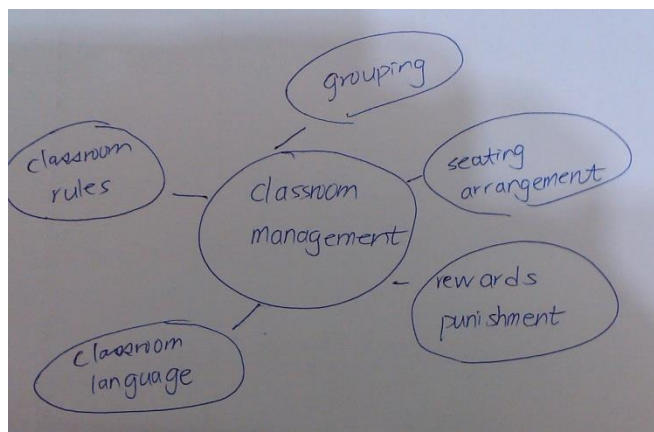 grouping
classroom
rules
seating
arrangement
classroom
management
rewards
punishment
classroom
language